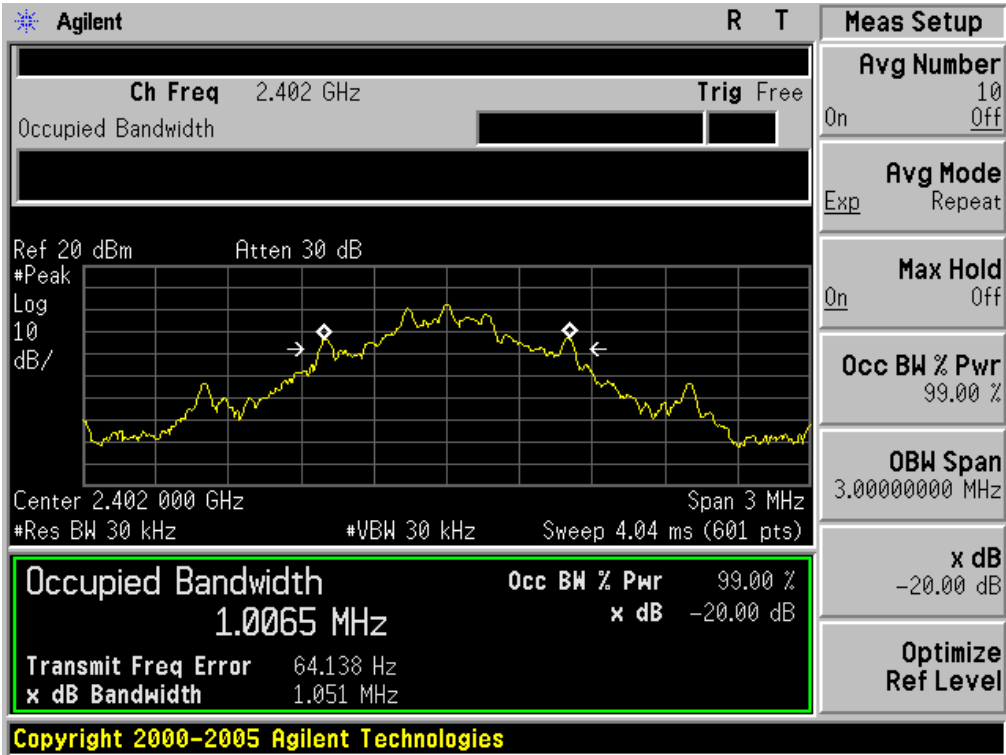 Agilent R T
Ch Freq 2.402 GHz Trig Free
Occupied Bandwidth
Ref 20 dBm Atten 30 dB
#Peak
Log
10
dB/
Center 2.402 000 GHz Span 3 MHz
#Res BW 30 kHz #VBW 30 kHz Sweep 4.04 ms (601 pts)
Occupied Bandwidth Occ BW % Pwr 99.00 %
1.0065 MHz x dB -20.00 dB
Transmit Freq Error 64.138 Hz
x dB Bandwidth 1.051 MHz
Copyright 2000-2005 Agilent Technologies
Meas Setup
Avg Number
10
On Off
Avg Mode
Exp Repeat
Max Hold
On Off
Occ BW % Pwr
99.00 %
OBW Span
3.00000000 MHz
x dB
-20.00 dB
Optimize
Ref Level